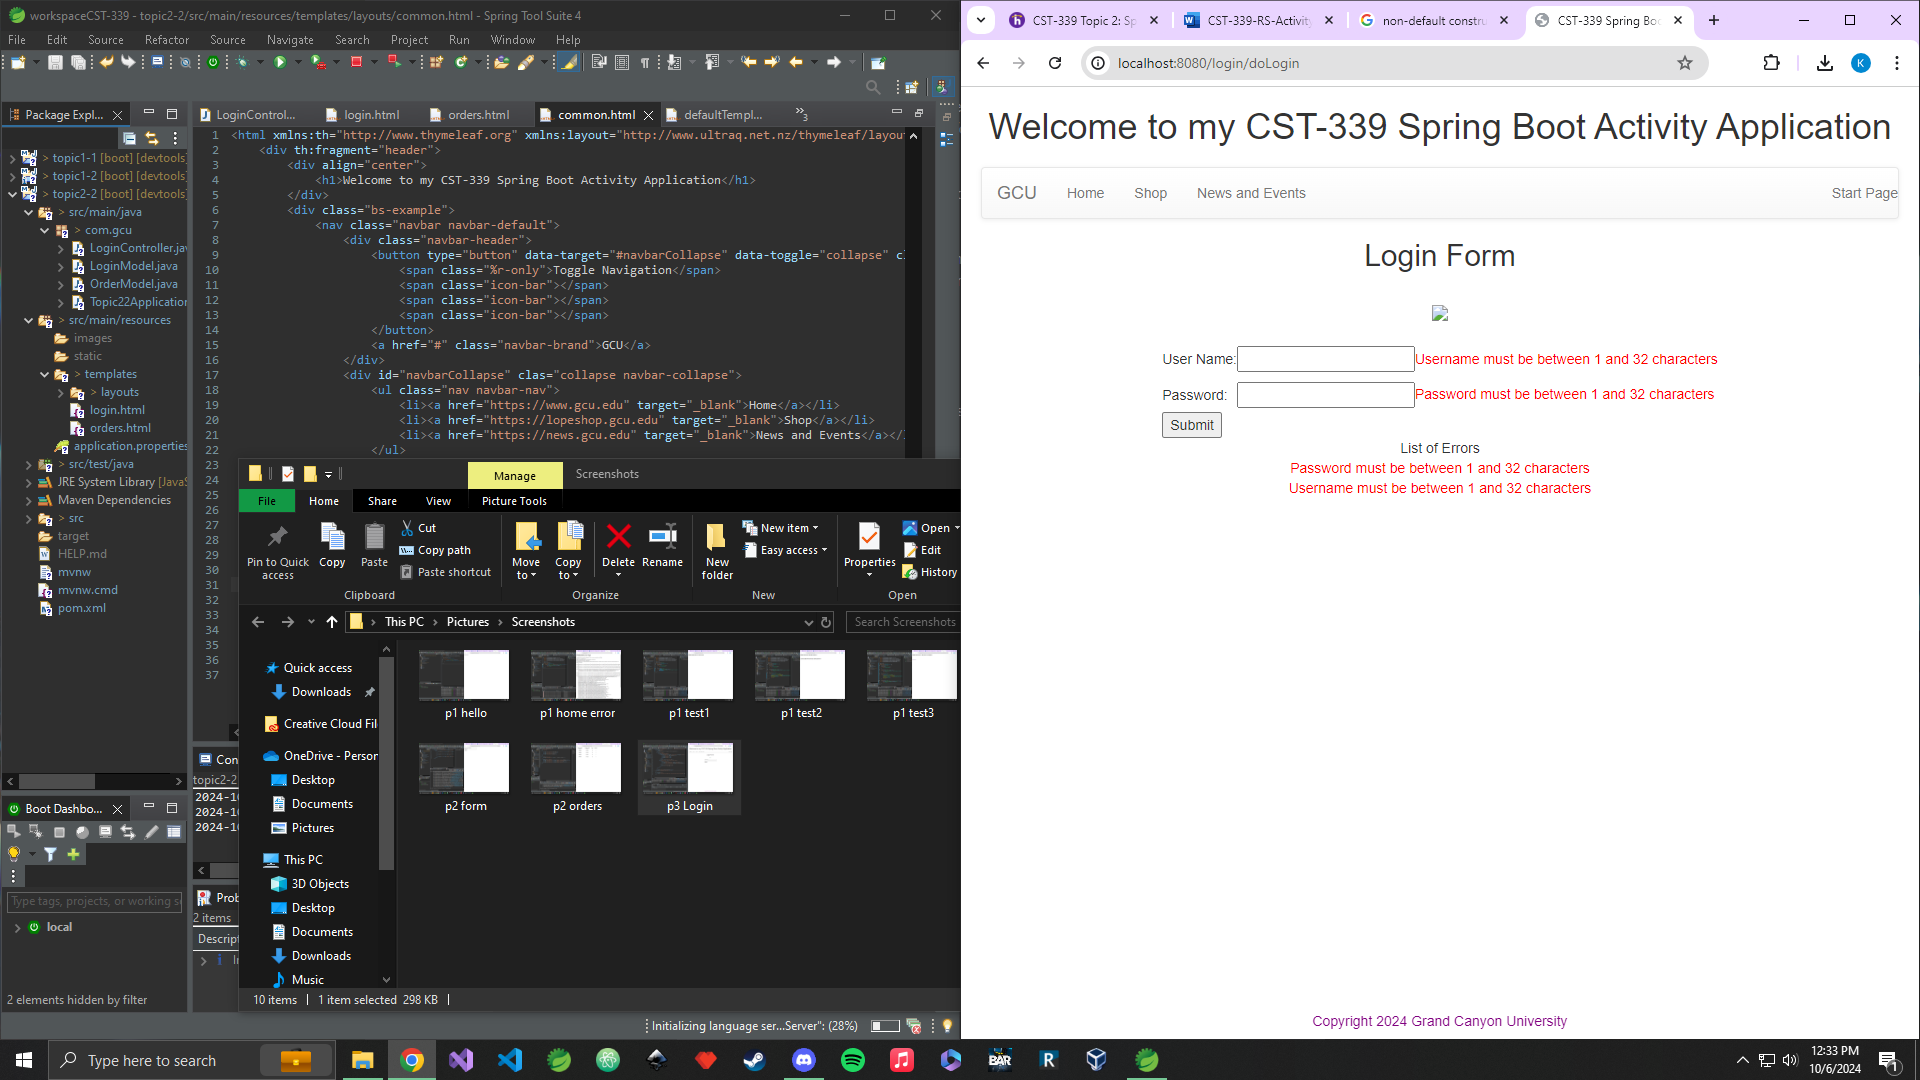 workspaceCST-339 - topic2-2/src/main/resources/templates/layouts/common.html - Spring Tool Suite 4
File Edit Source Refactor Source Navigate Search Project Run Window Help
Package Expl...
> topic1-1 [boot] [devtools]
> topic1-2 [boot] [devtools]
> topic2-2 [boot] [devtools]
> src/main/java
> com.gcu
LoginController.jav
LoginModel.java
OrderModel.java
Topic22Application
> src/main/resources
images
static
> templates
> layouts
login.html
orders.html
application.properties
> src/test/java
JRE System Library [JavaS
Maven Dependencies
> src
target
HELP.md
mvnw
mvnw.cmd
pom.xml
Boot Dashbo...
Type tags, projects, or working se
local
2 elements hidden by filter
LoginControl... login.html orders.html common.html defaultTempl... »3
1 <html xmlns:th="http://www.thymeleaf.org" xmlns:layout="http://www.ultraq.net.nz/thymeleaf/layou
2 <div th:fragment="header">
3 <div align="center">
4 <h1>Welcome to my CST-339 Spring Boot Activity Application</h1>
5 </div>
6 <div class="bs-example">
7 <nav class="navbar navbar-default">
8 <div class="navbar-header">
9 <button type="button" data-target="#navbarCollapse" data-toggle="collapse" cl
10 <span class="%r-only">Toggle Navigation</span>
11 <span class="icon-bar"></span>
12 <span class="icon-bar"></span>
13 <span class="icon-bar"></span>
14 </button>
15 <a href="#" class="navbar-brand">GCU</a>
16 </div>
17 <div id="navbarCollapse" clas="collapse navbar-collapse">
18 <ul class="nav navbar-nav">
19 <li><a href="https://www.gcu.edu" target="_blank">Home</a></li>
20 <li><a href="https://lopeshop.gcu.edu" target="_blank">Shop</a></li>
21 <li><a href="https://news.gcu.edu" target="_blank">News and Events</a></l
22 </ul>
23
24
25
26
27
28
29
30
31
32
33
34
35
36
37
Con
topic2-2
2024-10
2024-10
2024-10
Prob
2 items
Descript
In
Manage Screenshots
File Home Share View Picture Tools
Pin to Quick access
Copy
Paste
Cut
Copy path
Paste shortcut
Clipboard
Move to
Copy to
Delete
Rename
Organize
New folder
New item
Easy access
New
Properties
Open
Edit
History
Open
This PC > Pictures > Screenshots
Search Screenshots
Quick access
Downloads
Creative Cloud Fil
OneDrive - Person
Desktop
Documents
Pictures
This PC
3D Objects
Desktop
Documents
Downloads
Music
p1 hello p1 home error p1 test1 p1 test2 p1 test3
p2 form p2 orders p3 Login
10 items 1 item selected 298 KB
Initializing language ser...Server": (28%)
CST-339 Topic 2: Sp CST-339-RS-Activity non-default constru CST-339 Spring Boo
localhost:8080/login/doLogin
K
Welcome to my CST-339 Spring Boot Activity Application
GCU Home Shop News and Events Start Page
Login Form
User Name: Username must be between 1 and 32 characters
Password: Password must be between 1 and 32 characters
Submit
List of Errors
Password must be between 1 and 32 characters
Username must be between 1 and 32 characters
Copyright 2024 Grand Canyon University
Type here to search
BAR
R
12:33 PM
10/6/2024
1